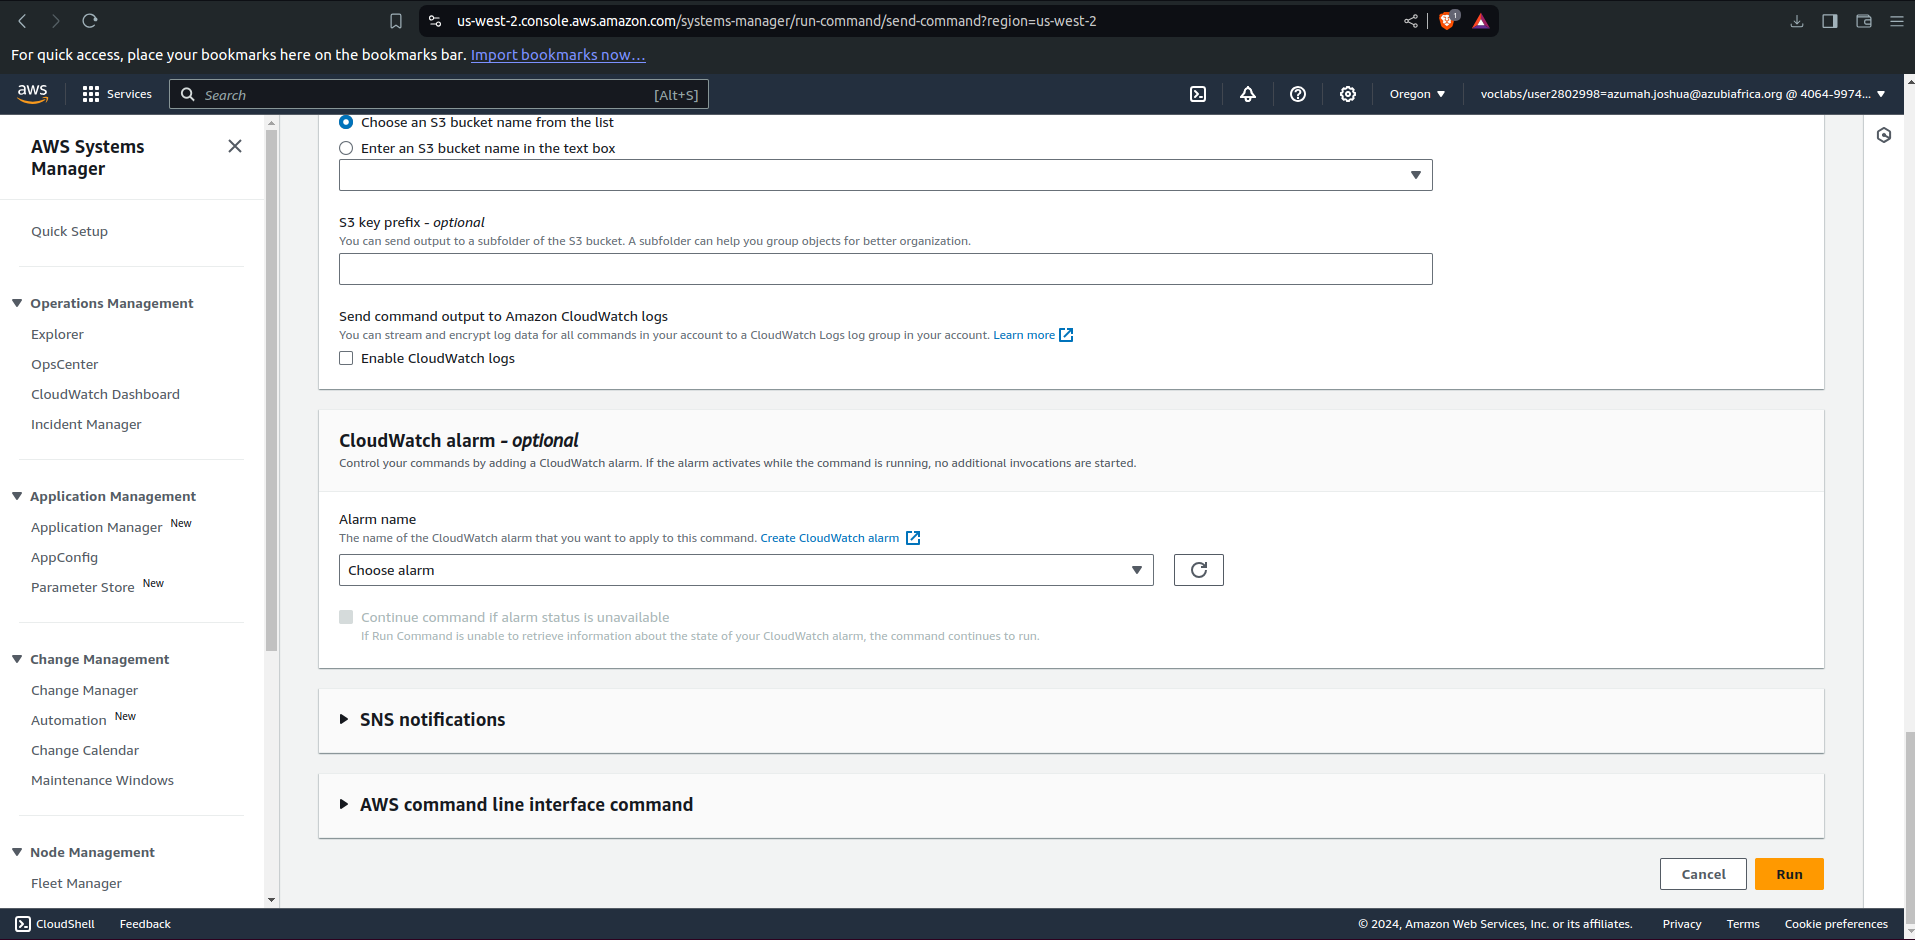 us-west-2.console.aws.amazon.com/systems-manager/run-command/send-command?region=us-west-2
1
For quick access, place your bookmarks here on the bookmarks bar. Import bookmarks now…
aws
Services
Search
[Alt+S]
Oregon
voclabs/user2802998=azumah.joshua@azubiafrica.org @ 4064-9974...
AWS Systems
Manager
Quick Setup
Operations Management
Explorer
OpsCenter
CloudWatch Dashboard
Incident Manager
Application Management
Application Manager New
AppConfig
Parameter Store New
Change Management
Change Manager
Automation New
Change Calendar
Maintenance Windows
Node Management
Fleet Manager
Choose an S3 bucket name from the list
Enter an S3 bucket name in the text box
S3 key prefix - optional
You can send output to a subfolder of the S3 bucket. A subfolder can help you group objects for better organization.
Send command output to Amazon CloudWatch logs
You can stream and encrypt log data for all commands in your account to a CloudWatch Logs log group in your account. Learn more
Enable CloudWatch logs
CloudWatch alarm - optional
Control your commands by adding a CloudWatch alarm. If the alarm activates while the command is running, no additional invocations are started.
Alarm name
The name of the CloudWatch alarm that you want to apply to this command. Create CloudWatch alarm
Choose alarm
Continue command if alarm status is unavailable
If Run Command is unable to retrieve information about the state of your CloudWatch alarm, the command continues to run.
SNS notifications
AWS command line interface command
Cancel
Run
CloudShell
Feedback
© 2024, Amazon Web Services, Inc. or its affiliates.
Privacy
Terms
Cookie preferences